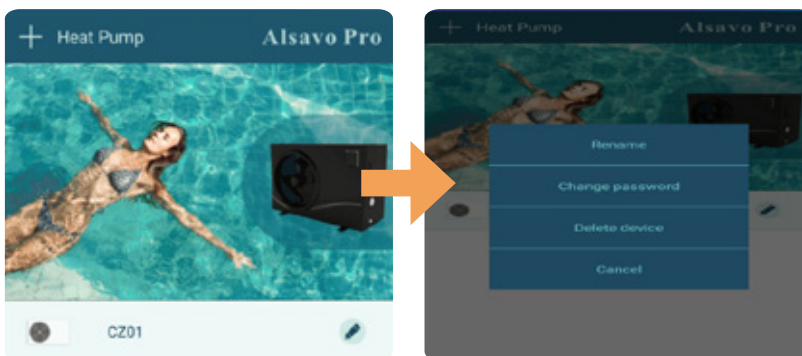 Heat Pump
Alsavo Pro
CZ01
Heat Pump
Alsavo Pro
Rename
Change password
Delete device
Cancel